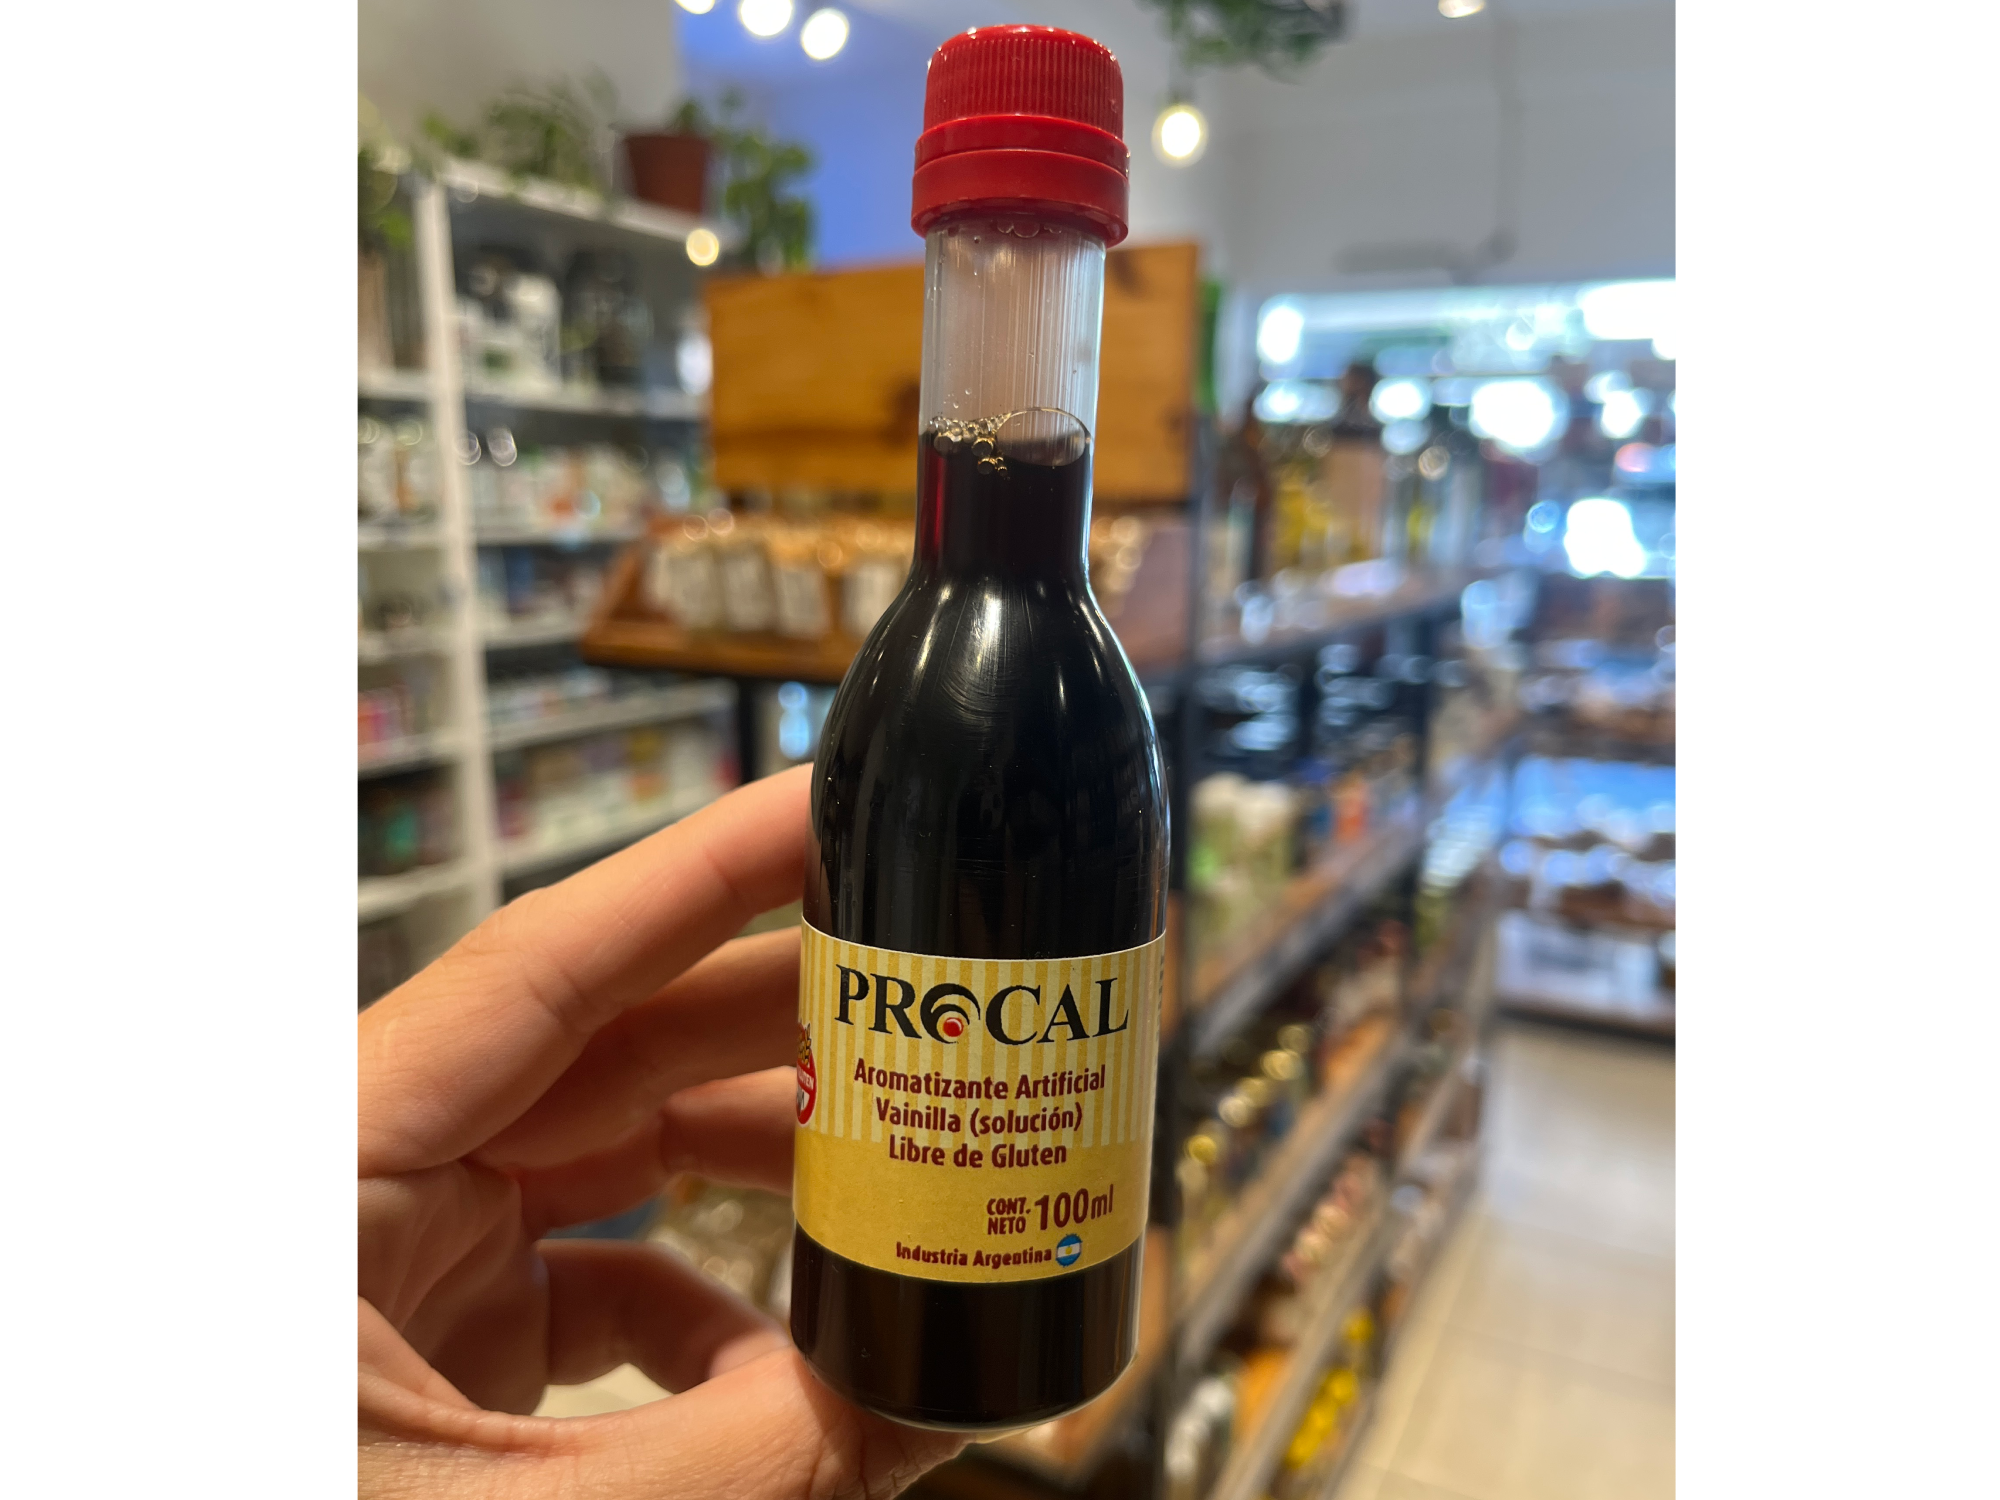 PROCAL
Aromatizante Artificial
Vainilla (solución)
Libre de Gluten
CONT.
NETO 100ml
Industria Argentina